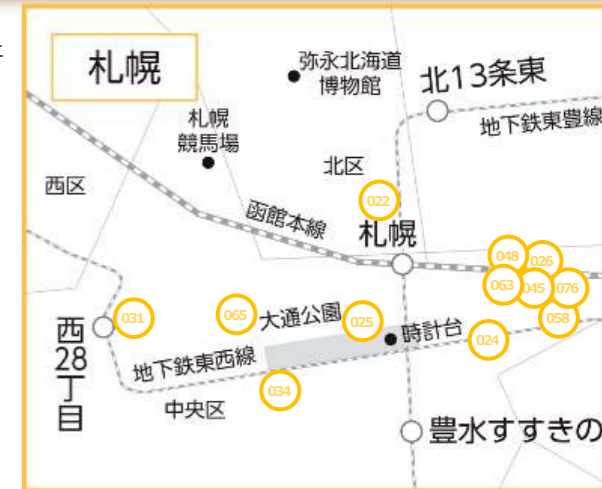 札幌
弥永北海道
博物館
北13条東
地下鉄東豊線
札幌
競馬場
北区
西区
022
函館本線
札幌
048
026
063
045
076
031
065
大通公園
025
058
時計台
024
西28丁目
地下鉄東西線
034
中央区
豊水すすきの